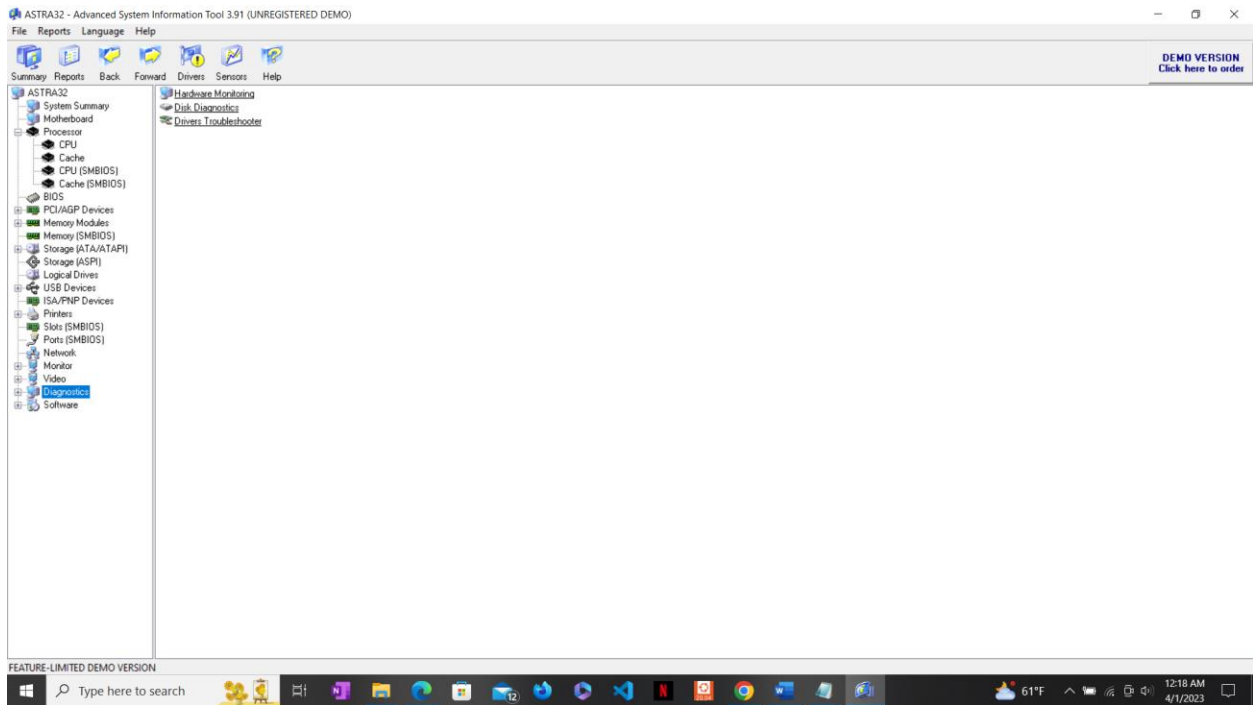 ASTRA32 - Advanced System Information Tool 3.91 (UNREGISTERED DEMO)
File Reports Language Help
Summary Reports Back Forward Drivers Sensors Help
DEMO VERSION
Click here to order
ASTRA32
System Summary
Motherboard
Processor
CPU
Cache
CPU (SMBIOS)
Cache (SMBIOS)
BIOS
PCI/AGP Devices
Memory Modules
Memory (SMBIOS)
Storage (ATA/ATAPI)
Storage (ASPI)
Logical Drives
USB Devices
ISA/PNP Devices
Printers
Slots (SMBIOS)
Ports (SMBIOS)
Network
Monitor
Video
Diagnostics
Software
Hardware Monitoring
Disk Diagnostics
Drivers Troubleshooter
FEATURE-LIMITED DEMO VERSION
Type here to search
N
12
N
22.04
W
61°F
12:18 AM
4/1/2023